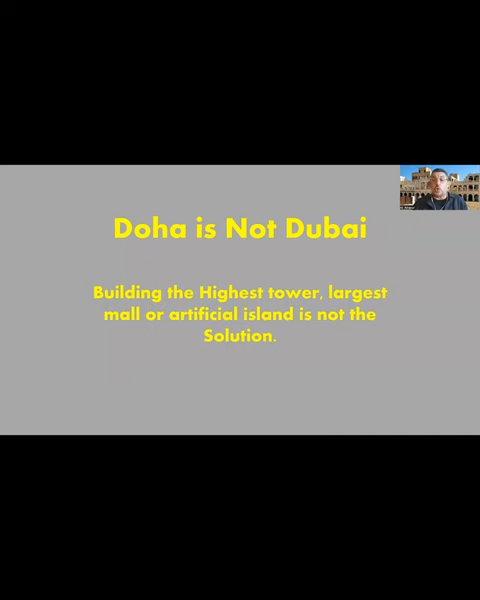 Doha is Not Dubai
Building the Highest tower, largest
mall or artificial island is not the
Solution.